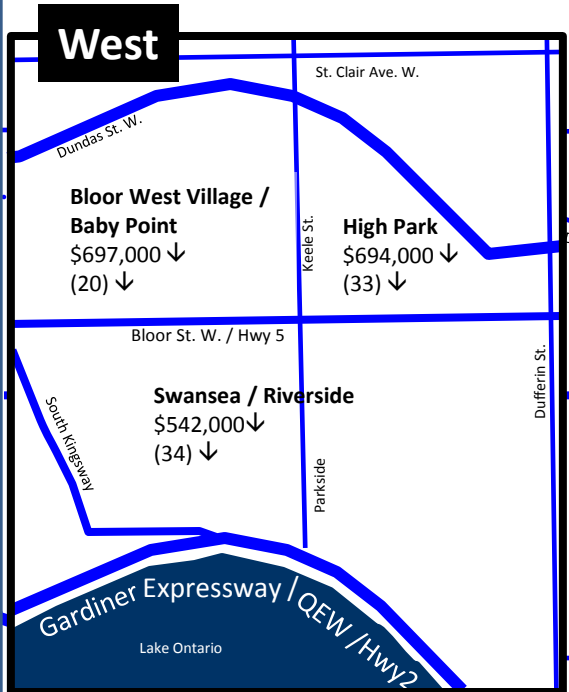 West
St. Clair Ave. W.
Dundas St. W.
Bloor West Village /
Baby Point
$697,000 ↓
(20) ↓
Keele St.
High Park
$694,000 ↓
(33) ↓
Bloor St. W. / Hwy 5
Dufferin St.
South Kingsway
Swansea / Riverside
$542,000↓
(34) ↓
Parkside
Gardiner Expressway / QEW /Hwy2
Lake Ontario